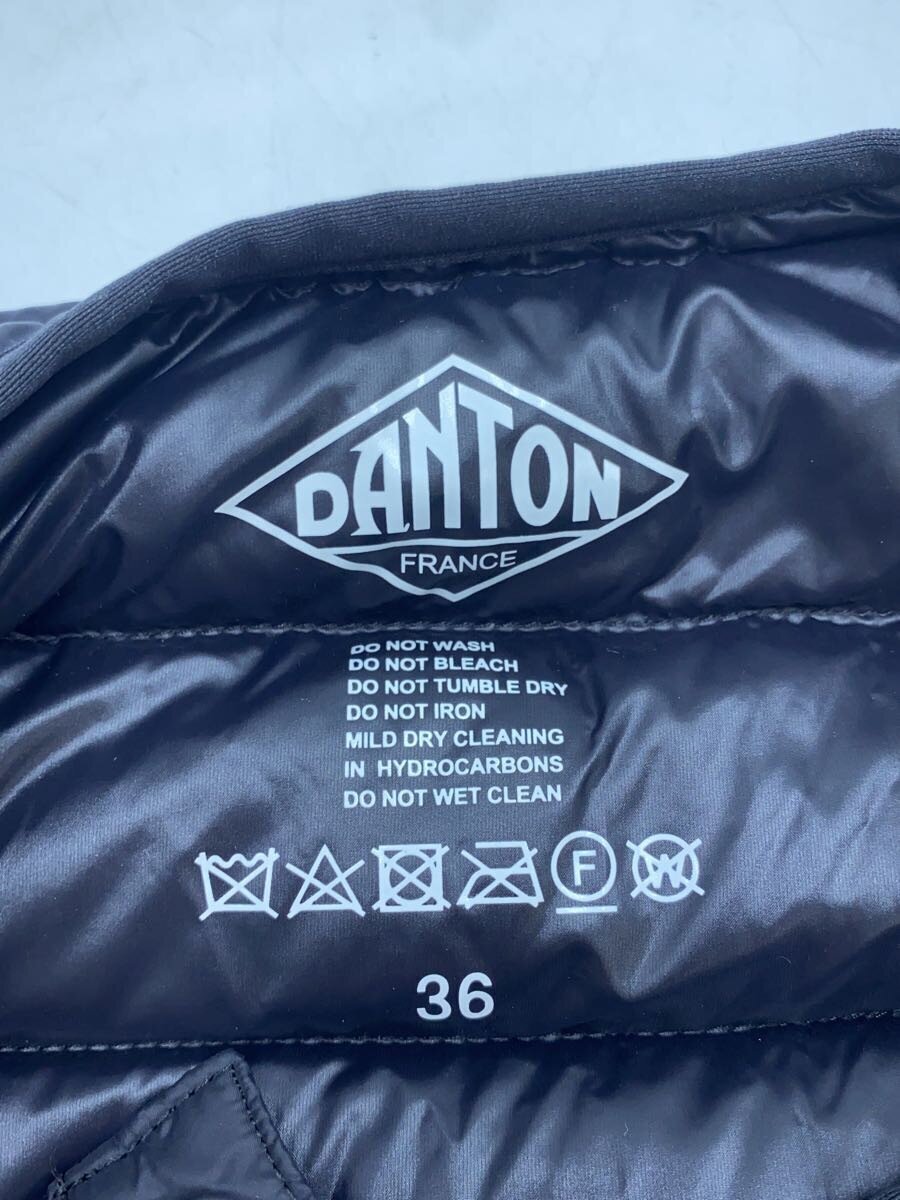 DANTON
FRANCE
DO NOT WASH
DO NOT BLEACH
DO NOT TUMBLE DRY
DO NOT IRON
MILD DRY CLEANING
IN HYDROCARBONS
DO NOT WET CLEAN
F W
36